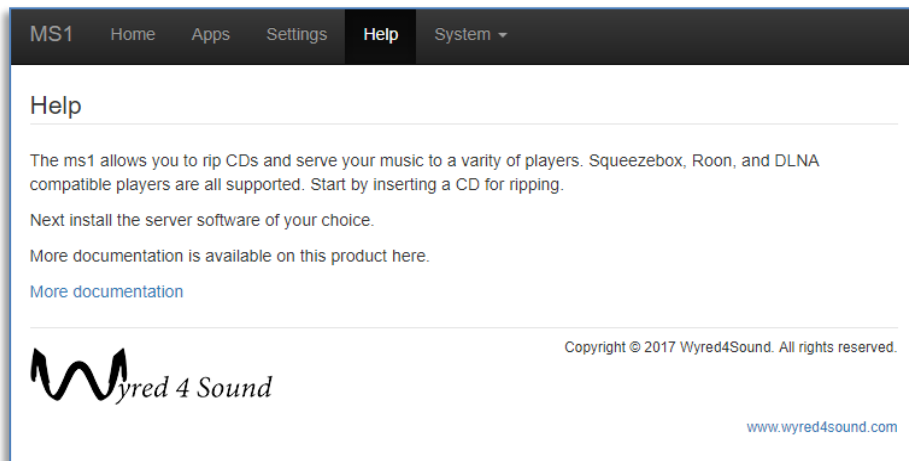 MS1 Home Apps Settings Help System
Help
The ms1 allows you to rip CDs and serve your music to a varity of players. Squeezebox, Roon, and DLNA
compatible players are all supported. Start by inserting a CD for ripping.
Next install the server software of your choice.
More documentation is available on this product here.
More documentation
Copyright © 2017 Wyred4Sound. All rights reserved.
Wyred 4 Sound
www.wyred4sound.com